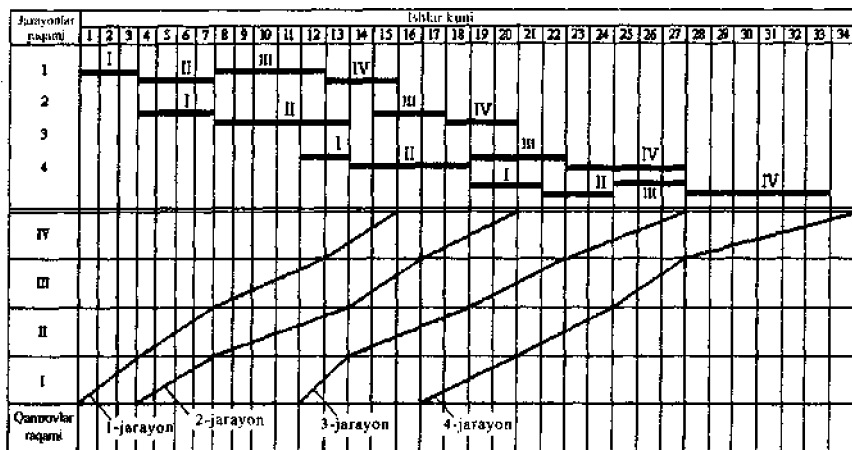 Jarayonlar raqami
Ishlar kuni
1 2 3 4 5 6 7 8 9 10 11 12 13 14 15 16 17 18 19 20 21 22 23 24 25 26 27 28 29 30 31 32 33 34
1
I
II
III
IV
2
I
II
III
IV
3
I
II
III
IV
4
I
II
III
IV
IV
III
II
I
1-jarayon
2-jarayon
3-jarayon
4-jarayon
raqami